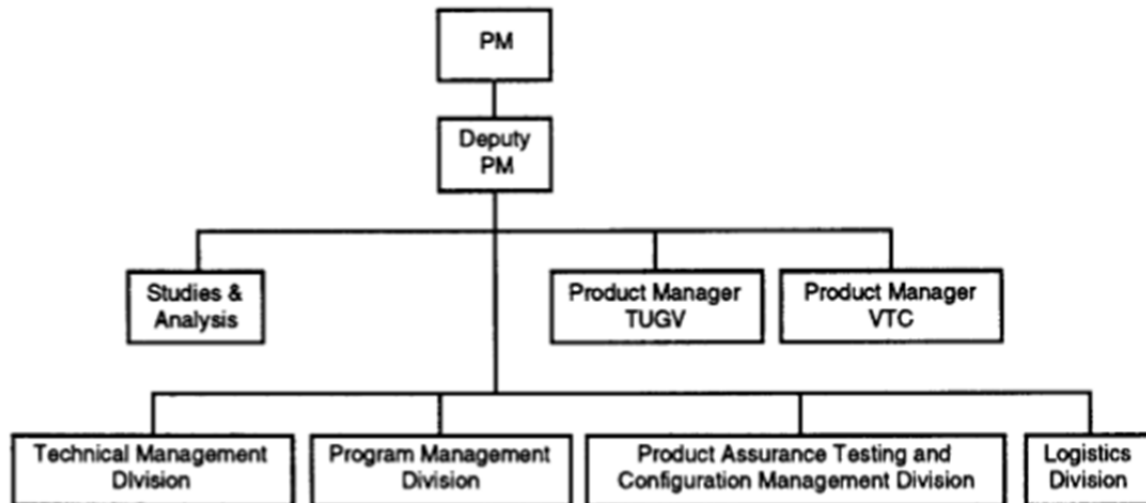 PM
Deputy
PM
Studies &
Analysis
Product Manager
TUGV
Product Manager
VTC
Technical Management
Division
Program Management
Division
Product Assurance Testing and
Configuration Management Division
Logistics
Division